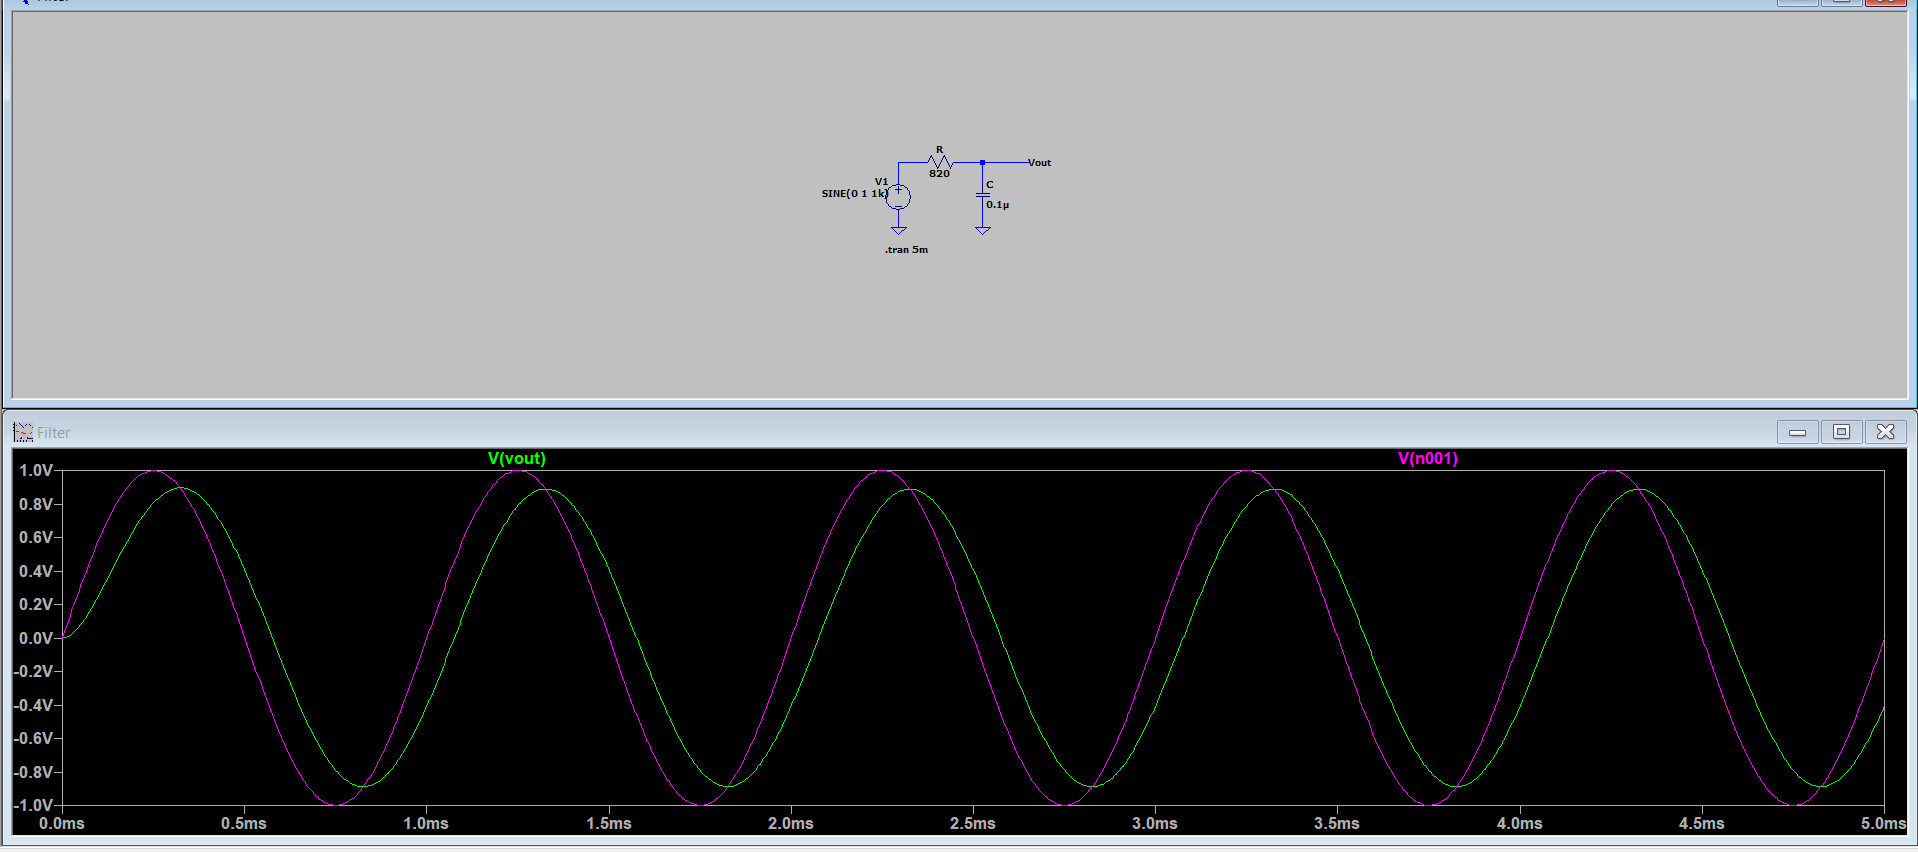 Filter
R
820
Vout
V1
SINE(0 1 1k)
C
0.1µ
.tran 5m
Filter
V(vout)
V(n001)
1.0V
0.8V
0.6V
0.4V
0.2V
0.0V
-0.2V
-0.4V
-0.6V
-0.8V
-1.0V
0.0ms 0.5ms 1.0ms 1.5ms 2.0ms 2.5ms 3.0ms 3.5ms 4.0ms 4.5ms 5.0ms